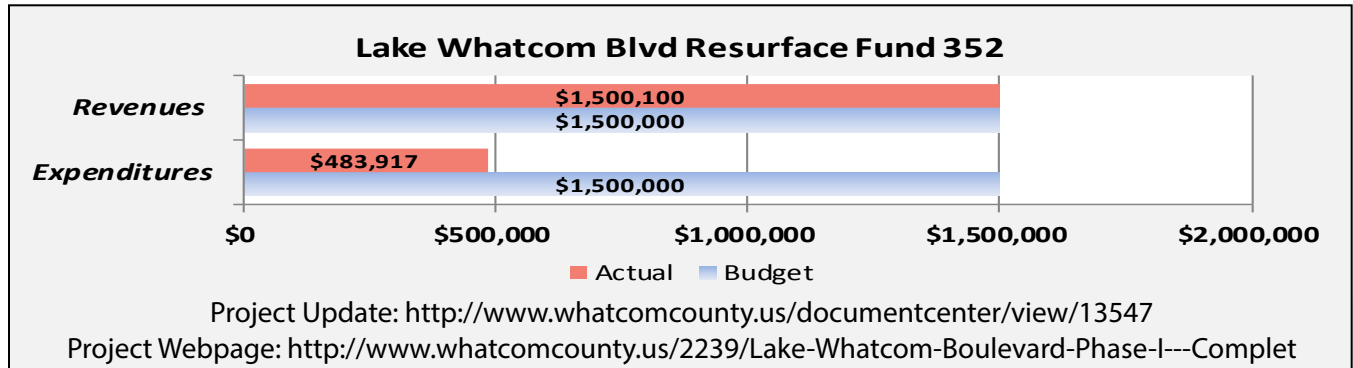 Lake Whatcom Blvd Resurface Fund 352
Revenues
$1,500,100
$1,500,000
Expenditures
$483,917
$1,500,000
$0 $500,000 $1,000,000 $1,500,000 $2,000,000
Actual Budget
Project Update: http://www.whatcomcounty.us/documentcenter/view/13547
Project Webpage: http://www.whatcomcounty.us/2239/Lake-Whatcom-Boulevard-Phase-I---Complet